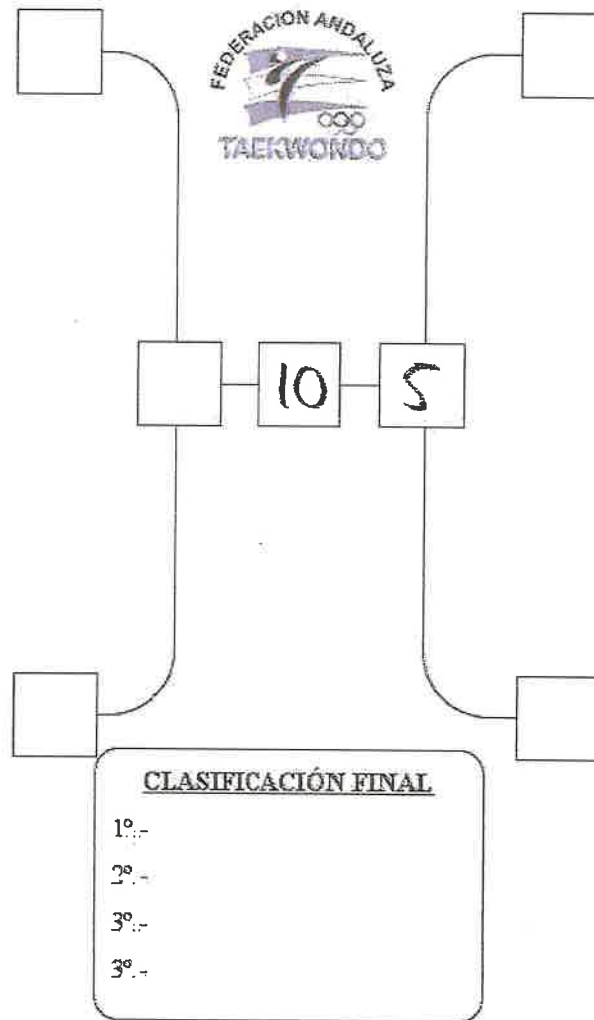 FEDERACION ANDALUZA
TAEKWONDO
10 5
CLASIFICACIÓN FINAL
1º.-
2º.-
3º.-
3º.-